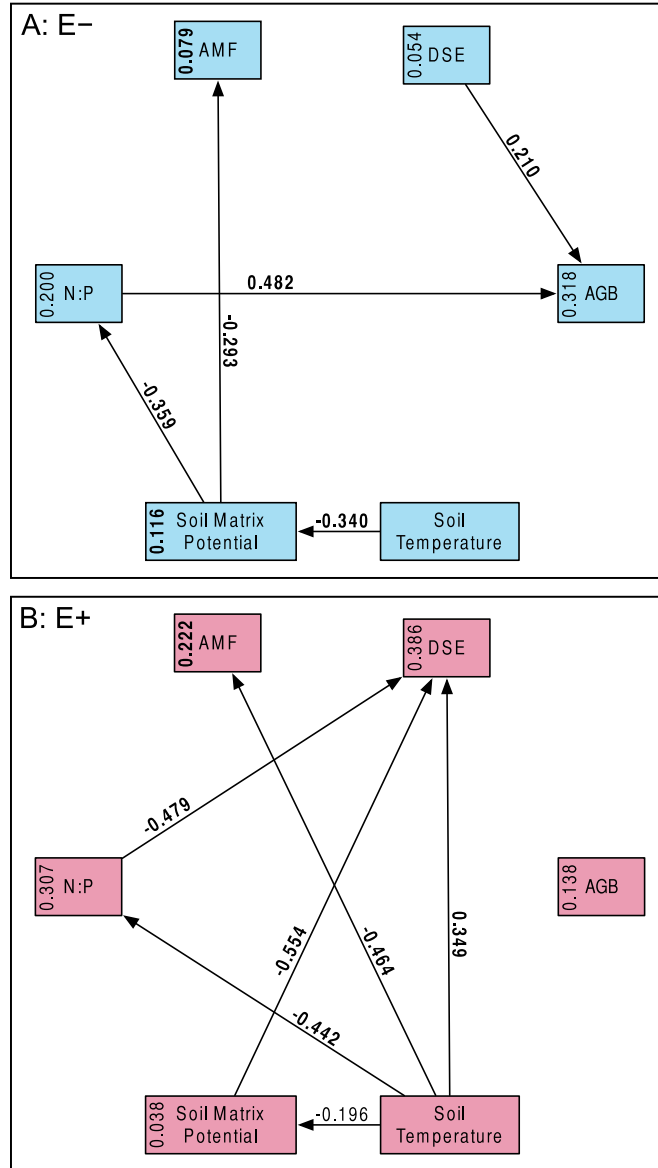 A: E−
0.079
AMF
0.054
DSE
0.210
0.200
N:P
0.482
0.318
AGB
-0.293
-0.359
0.116
Soil Matrix
Potential
-0.340
Soil
Temperature
B: E+
0.222
AMF
0.386
DSE
-0.479
0.307
N:P
0.138
AGB
-0.554
-0.464
0.349
-0.442
0.038
Soil Matrix
Potential
-0.196
Soil
Temperature